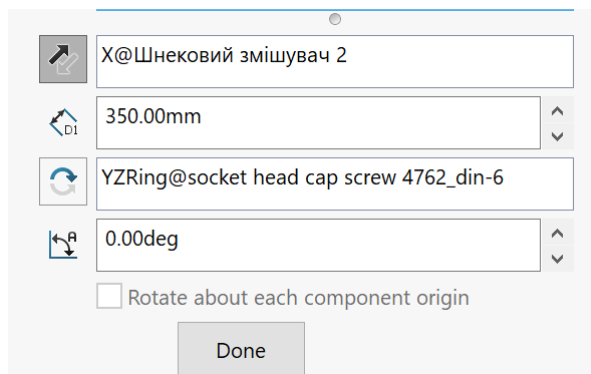 X@Шнековий змішувач 2
D1
350.00mm
YZRing@socket head cap screw 4762_din-6
A
0.00deg
Rotate about each component origin
Done